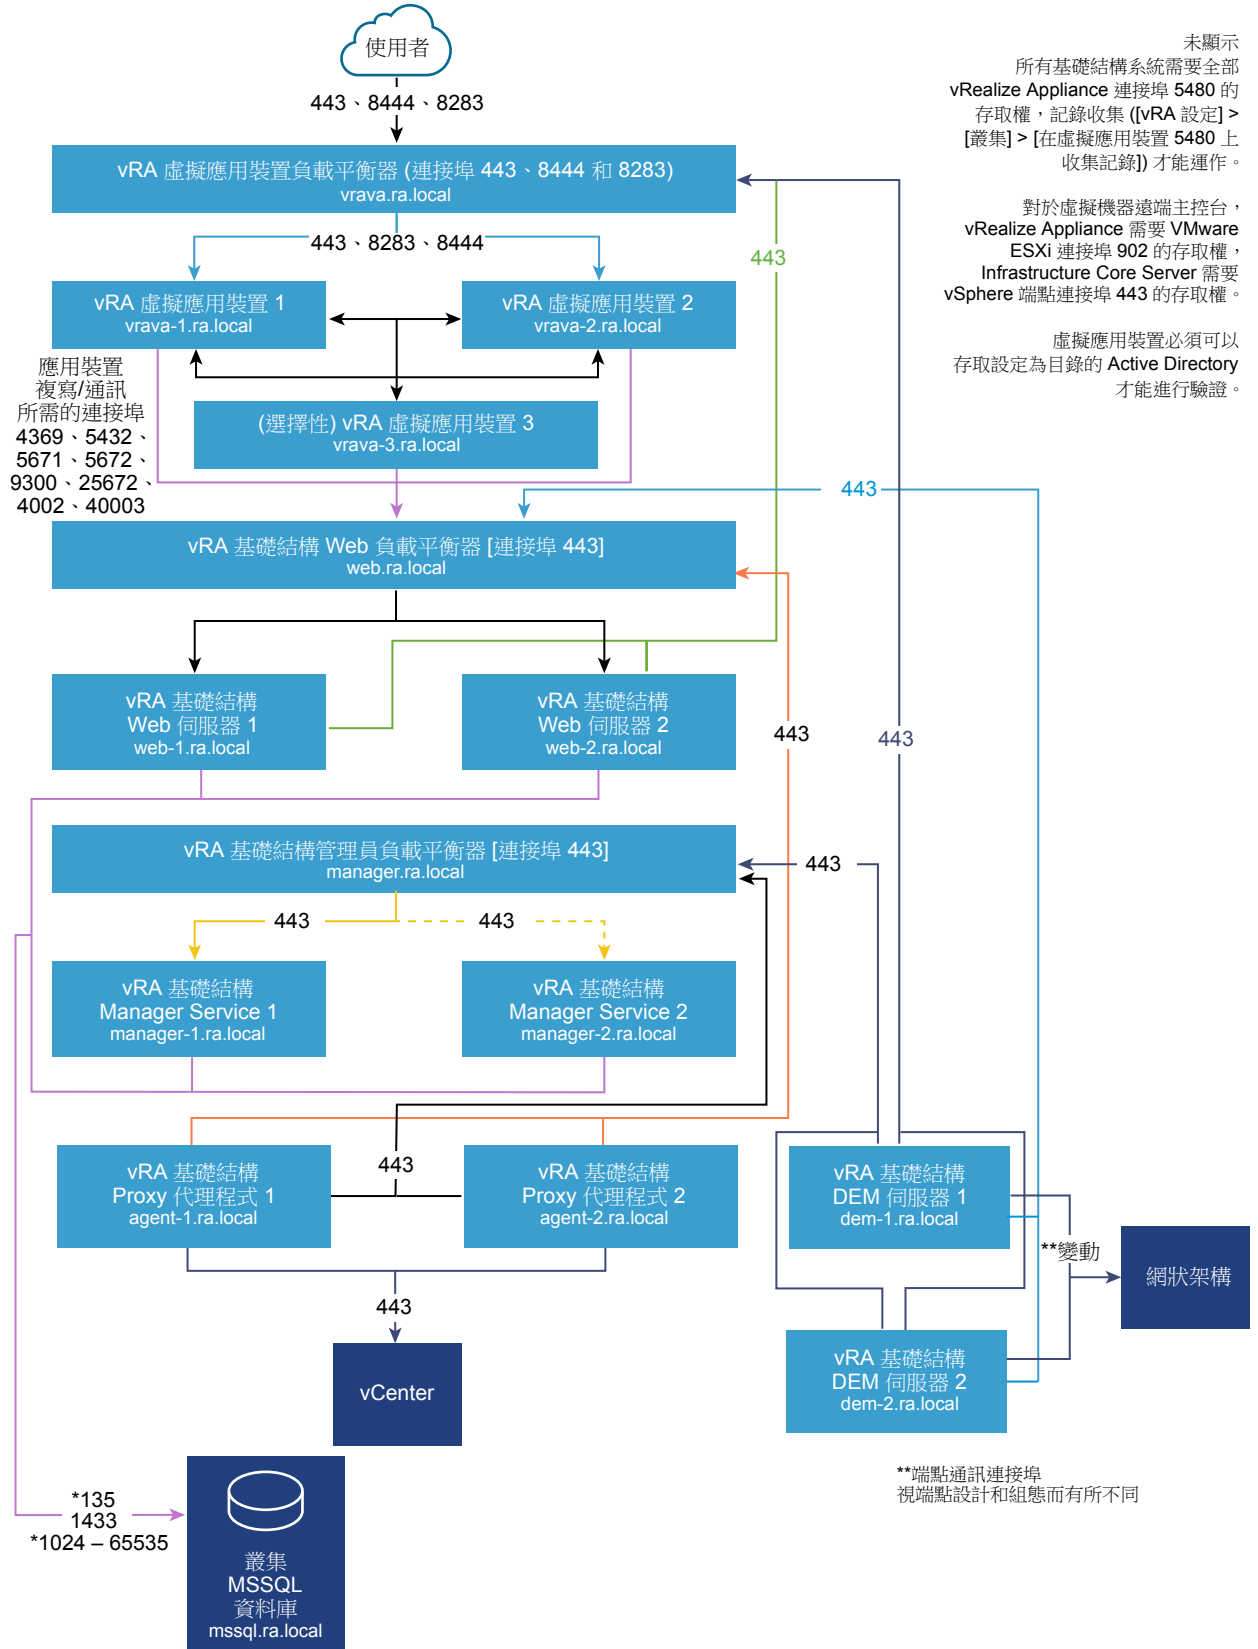 使用者
443、8444、8283
vRA 虛擬應用裝置負載平衡器 (連接埠 443、8444 和 8283)
vrava.ra.local
443、8283、8444
vRA 虛擬應用裝置 1
vrava-1.ra.local
vRA 虛擬應用裝置 2
vrava-2.ra.local
應用裝置
複寫/通訊
所需的連接埠
4369、5432、
5671、5672、
9300、25672、
4002、40003
(選擇性) vRA 虛擬應用裝置 3
vrava-3.ra.local
未顯示
所有基礎結構系統需要全部
vRealize Appliance 連接埠 5480 的
存取權，記錄收集 ([vRA 設定] >
[叢集] > [在虛擬應用裝置 5480 上
收集記錄]) 才能運作。
對於虛擬機器遠端主控台，
vRealize Appliance 需要 VMware
ESXi 連接埠 902 的存取權，
Infrastructure Core Server 需要
vSphere 端點連接埠 443 的存取權。
虛擬應用裝置必須可以
存取設定為目錄的 Active Directory
才能進行驗證。
443
443
vRA 基礎結構 Web 負載平衡器 [連接埠 443]
web.ra.local
vRA 基礎結構
Web 伺服器 1
web-1.ra.local
vRA 基礎結構
Web 伺服器 2
web-2.ra.local
443
443
vRA 基礎結構管理員負載平衡器 [連接埠 443]
manager.ra.local
443
443
443
vRA 基礎結構
Manager Service 1
manager-1.ra.local
vRA 基礎結構
Manager Service 2
manager-2.ra.local
vRA 基礎結構
Proxy 代理程式 1
agent-1.ra.local
443
vRA 基礎結構
Proxy 代理程式 2
agent-2.ra.local
vRA 基礎結構
DEM 伺服器 1
dem-1.ra.local
**變動
網狀架構
443
vCenter
vRA 基礎結構
DEM 伺服器 2
dem-2.ra.local
**端點通訊連接埠
視端點設計和組態而有所不同
*135
1433
*1024 – 65535
叢集
MSSQL
資料庫
mssql.ra.local